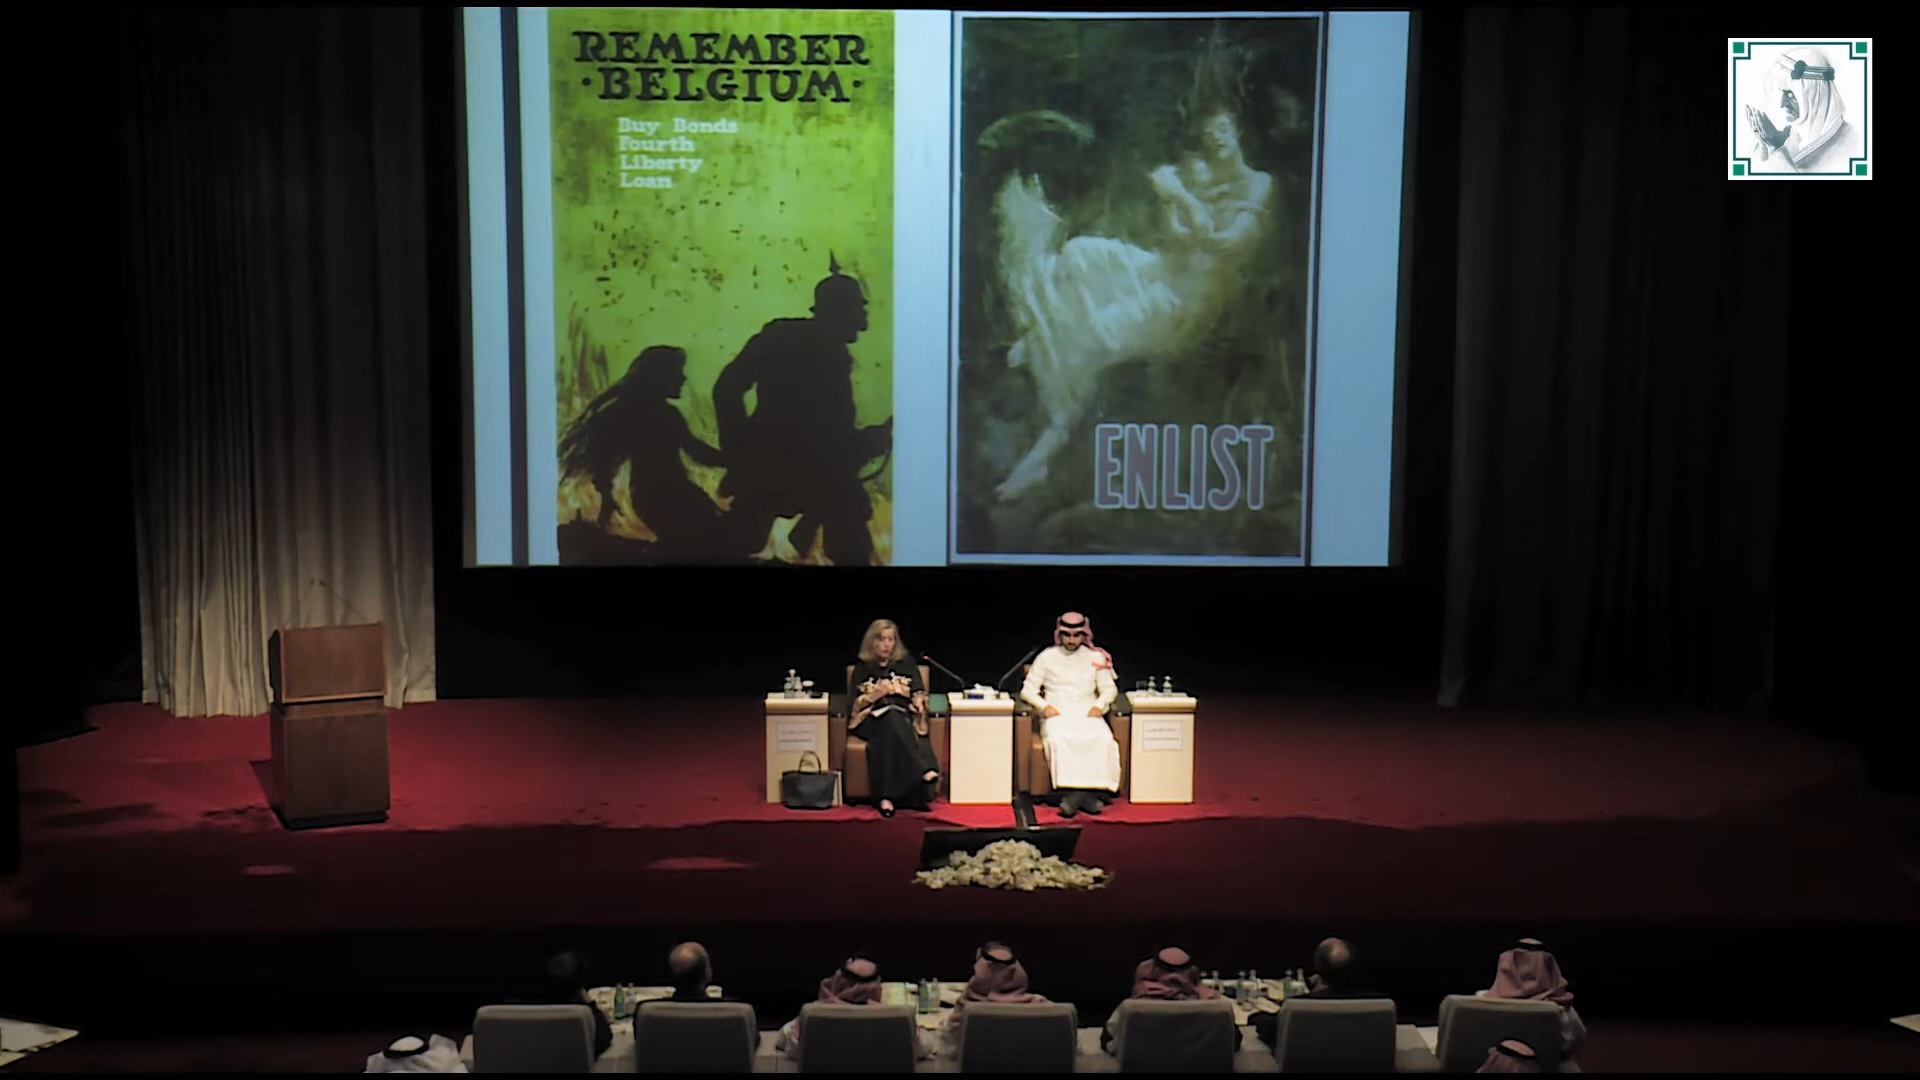 REMEMBER
·BELGIUM·
Buy Bonds
Fourth
Liberty
Loan
ENLIST